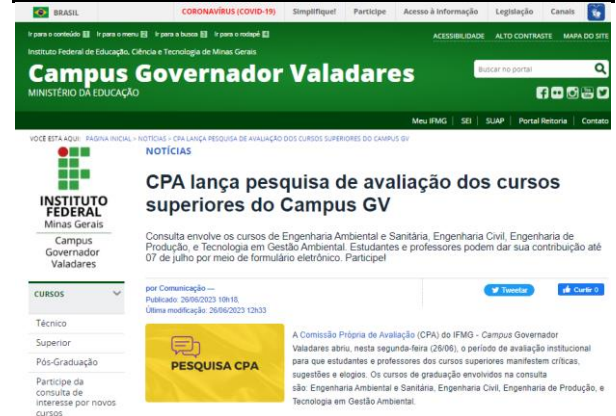 BRASIL CORONAVÍRUS (COVID-19) Simplifique! Participe Acesso à informação Legislação Canais
Ir para o conteúdo 1 Ir para o menu 2 Ir para a busca 3 Ir para o rodapé 4 ACESSIBILIDADE ALTO CONTRASTE MAPA DO SITE
Instituto Federal de Educação, Ciência e Tecnologia de Minas Gerais
Campus Governador Valadares
Buscar no portal
MINISTÉRIO DA EDUCAÇÃO
Meu IFMG SEI SUAP Portal Reitoria Contato
VOCÊ ESTÁ AQUI: PÁGINA INICIAL > NOTÍCIAS > CPA LANÇA PESQUISA DE AVALIAÇÃO DOS CURSOS SUPERIORES DO CAMPUS GV
INSTITUTO
FEDERAL
Minas Gerais
Campus
Governador
Valadares
CURSOS
Técnico
Superior
Pós-Graduação
Participe da
consulta de
interesse por novos
cursos
NOTÍCIAS
CPA lança pesquisa de avaliação dos cursos
superiores do Campus GV
Consulta envolve os cursos de Engenharia Ambiental e Sanitária, Engenharia Civil, Engenharia de
Produção, e Tecnologia em Gestão Ambiental. Estudantes e professores podem dar sua contribuição até
07 de julho por meio de formulário eletrônico. Participe!
por Comunicação —
Publicado: 26/06/2023 10h18,
Última modificação: 26/06/2023 12h33
Tweetar Curtir 0
PESQUISA CPA
A Comissão Própria de Avaliação (CPA) do IFMG - Campus Governador
Valadares abriu, nesta segunda-feira (26/06), o período de avaliação institucional
para que estudantes e professores dos cursos superiores manifestem críticas,
sugestões e elogios. Os cursos de graduação envolvidos na consulta
são: Engenharia Ambiental e Sanitária, Engenharia Civil, Engenharia de Produção, e
Tecnologia em Gestão Ambiental.